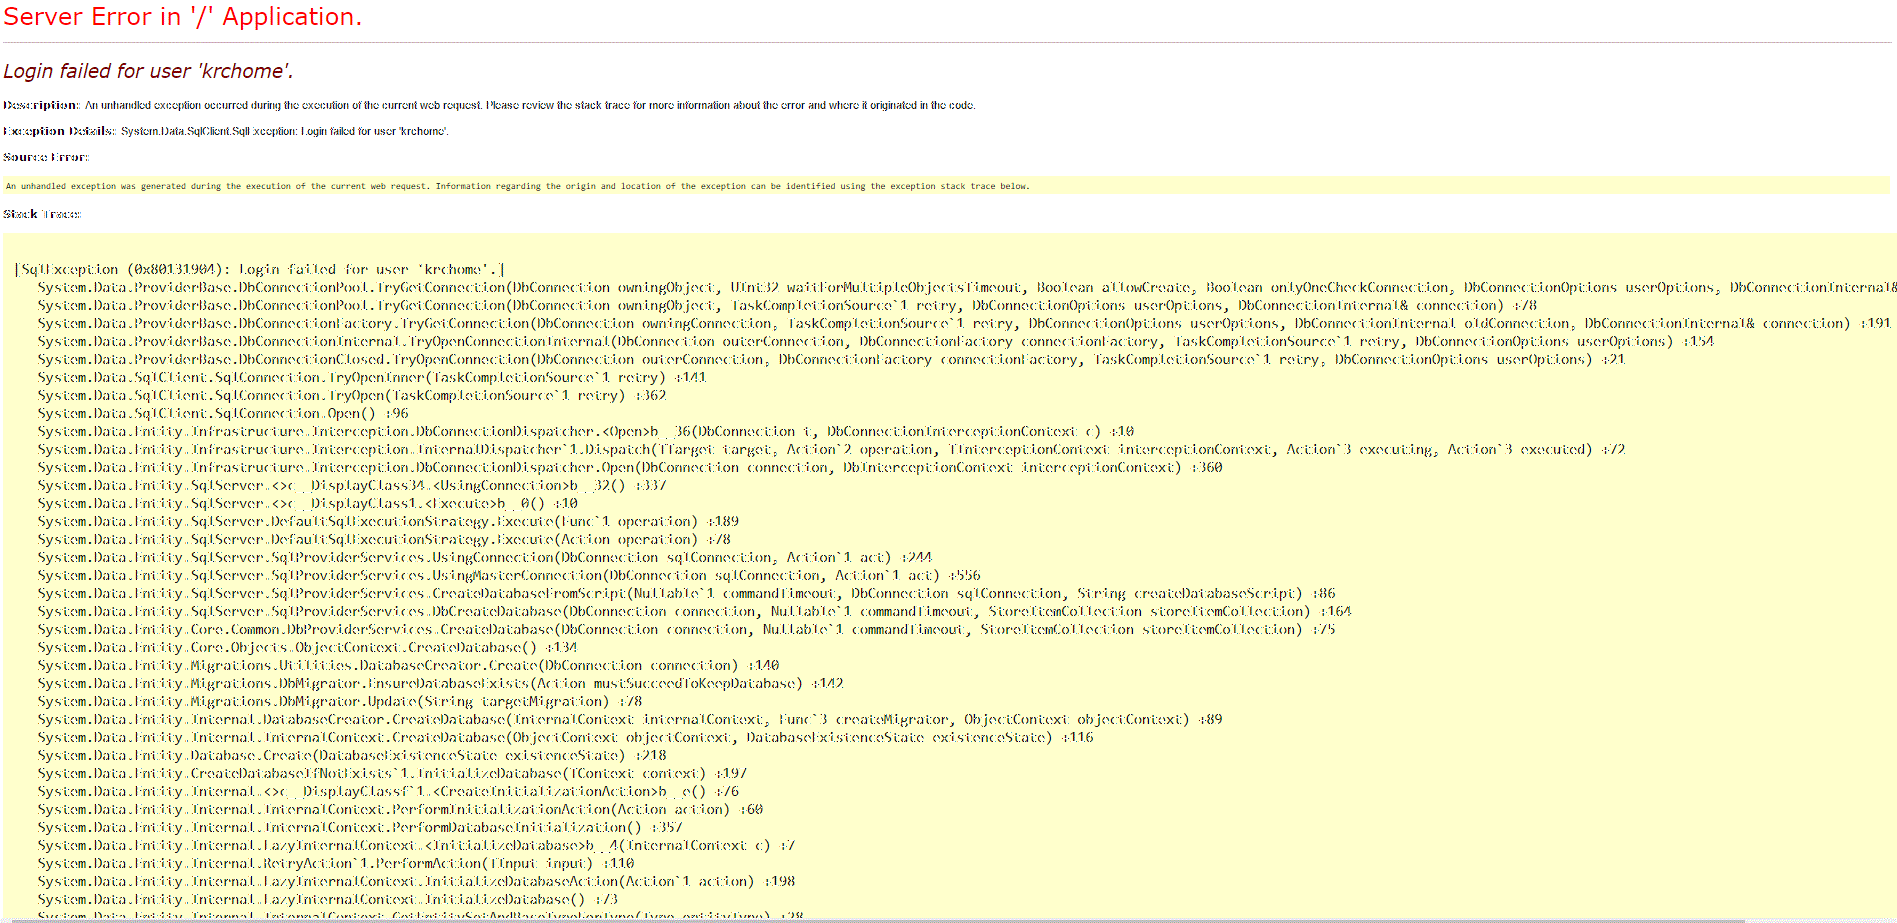 Server Error in '/' Application.
Login failed for user 'krchome'.
Description: An unhandled exception occurred during the execution of the current web request. Please review the stack trace for more information about the error and where it originated in the code.
Exception Details: System.Data.SqlClient.SqlException: Login failed for user 'krchome'.
Source Error:
An unhandled exception was generated during the execution of the current web request. Information regarding the origin and location of the exception can be identified using the exception stack trace below.
Stack Trace:
[SqlException (0x80131904): Login failed for user 'krchome'.]
System.Data.ProviderBase.DbConnectionPool.TryGetConnection(DbConnection owningObject, UInt32 waitForMultipleObjectsTimeout, Boolean allowCreate, Boolean onlyOneCheckConnection, DbConnectionOptions userOptions, DbConnectionInternal&
System.Data.ProviderBase.DbConnectionPool.TryGetConnection(DbConnection owningObject, TaskCompletionSource`1 retry, DbConnectionOptions userOptions, DbConnectionInternal& connection) +78
System.Data.ProviderBase.DbConnectionFactory.TryGetConnection(DbConnection owningConnection, TaskCompletionSource`1 retry, DbConnectionOptions userOptions, DbConnectionInternal oldConnection, DbConnectionInternal& connection) +191
System.Data.ProviderBase.DbConnectionInternal.TryOpenConnectionInternal(DbConnection outerConnection, DbConnectionFactory connectionFactory, TaskCompletionSource`1 retry, DbConnectionOptions userOptions) +154
System.Data.ProviderBase.DbConnectionClosed.TryOpenConnection(DbConnection outerConnection, DbConnectionFactory connectionFactory, TaskCompletionSource`1 retry, DbConnectionOptions userOptions) +21
System.Data.SqlClient.SqlConnection.TryOpenInner(TaskCompletionSource`1 retry) +141
System.Data.SqlClient.SqlConnection.TryOpen(TaskCompletionSource`1 retry) +362
System.Data.SqlClient.SqlConnection.Open() +96
System.Data.Entity.Infrastructure.Interception.DbConnectionDispatcher.<Open>b__36(DbConnection t, DbConnectionInterceptionContext c) +10
System.Data.Entity.Infrastructure.Interception.InternalDispatcher`1.Dispatch(TTarget target, Action`2 operation, TInterceptionContext interceptionContext, Action`3 executing, Action`3 executed) +72
System.Data.Entity.Infrastructure.Interception.DbConnectionDispatcher.Open(DbConnection connection, DbInterceptionContext interceptionContext) +360
System.Data.Entity.SqlServer.<>c__DisplayClass34.<UsingConnection>b__32() +337
System.Data.Entity.SqlServer.<>c__DisplayClass1.<Execute>b__0() +10
System.Data.Entity.SqlServer.DefaultSqlExecutionStrategy.Execute(Func`1 operation) +189
System.Data.Entity.SqlServer.DefaultSqlExecutionStrategy.Execute(Action operation) +78
System.Data.Entity.SqlServer.SqlProviderServices.UsingConnection(DbConnection sqlConnection, Action`1 act) +244
System.Data.Entity.SqlServer.SqlProviderServices.UsingMasterConnection(DbConnection sqlConnection, Action`1 act) +556
System.Data.Entity.SqlServer.SqlProviderServices.CreateDatabaseFromScript(Nullable`1 commandTimeout, DbConnection sqlConnection, String createDatabaseScript) +86
System.Data.Entity.SqlServer.SqlProviderServices.DbCreateDatabase(DbConnection connection, Nullable`1 commandTimeout, StoreItemCollection storeItemCollection) +164
System.Data.Entity.Core.Common.DbProviderServices.CreateDatabase(DbConnection connection, Nullable`1 commandTimeout, StoreItemCollection storeItemCollection) +75
System.Data.Entity.Core.Objects.ObjectContext.CreateDatabase() +134
System.Data.Entity.Migrations.Utilities.DatabaseCreator.Create(DbConnection connection) +140
System.Data.Entity.Migrations.DbMigrator.EnsureDatabaseExists(Action mustSucceedToKeepDatabase) +142
System.Data.Entity.Migrations.DbMigrator.Update(String targetMigration) +78
System.Data.Entity.Internal.DatabaseCreator.CreateDatabase(InternalContext internalContext, Func`3 createMigrator, ObjectContext objectContext) +89
System.Data.Entity.Internal.InternalContext.CreateDatabase(ObjectContext objectContext, DatabaseExistenceState existenceState) +116
System.Data.Entity.Database.Create(DatabaseExistenceState existenceState) +218
System.Data.Entity.CreateDatabaseIfNotExists`1.InitializeDatabase(TContext context) +197
System.Data.Entity.Internal.<>c__DisplayClassf`1.<CreateInitializationAction>b__e() +76
System.Data.Entity.Internal.InternalContext.PerformInitializationAction(Action action) +60
System.Data.Entity.Internal.InternalContext.PerformDatabaseInitialization() +357
System.Data.Entity.Internal.LazyInternalContext.<InitializeDatabase>b__4(InternalContext c) +7
System.Data.Entity.Internal.RetryAction`1.PerformAction(TInput input) +110
System.Data.Entity.Internal.LazyInternalContext.InitializeDatabaseAction(Action`1 action) +198
System.Data.Entity.Internal.LazyInternalContext.InitializeDatabase() +73
System.Data.Entity.Internal.InternalContext.GetEntitySetAndBaseTypeForType(Type entityType) +28